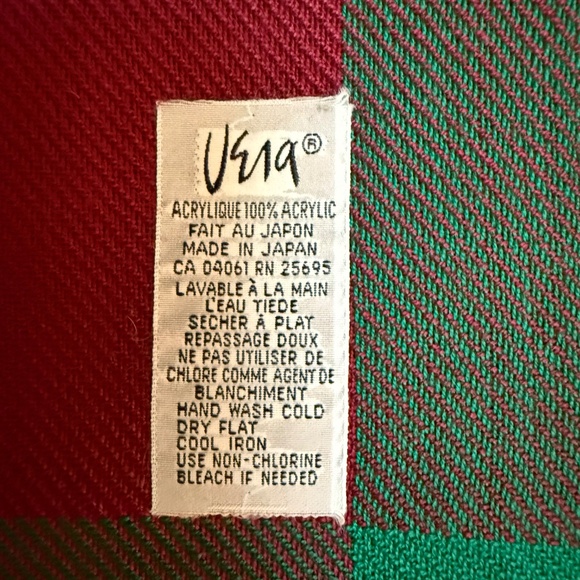 Vera®
ACRYLIQUE 100% ACRYLIC
FAIT AU JAPON
MADE IN JAPAN
CA 04061 RN 25695
LAVABLE À LA MAIN
L'EAU TIEDE
SECHER À PLAT
REPASSAGE DOUX
NE PAS UTILISER DE
CHLORE COMME AGENT DE
BLANCHIMENT
HAND WASH COLD
DRY FLAT
COOL IRON
USE NON-CHLORINE
BLEACH IF NEEDED